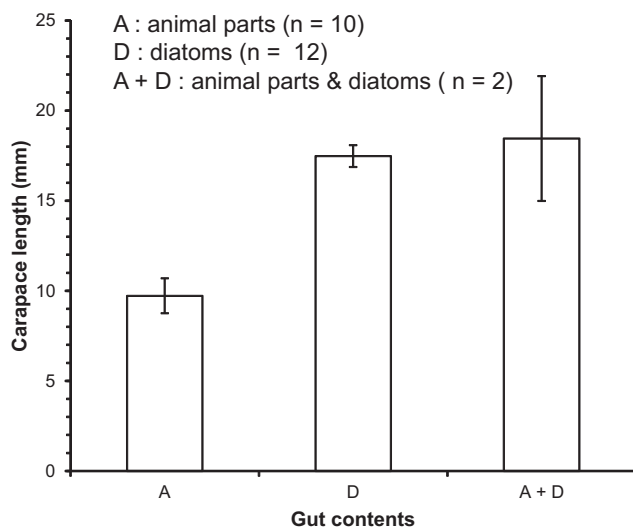 A : animal parts (n = 10)
D : diatoms (n =  12)
A + D : animal parts & diatoms ( n = 2)
25
20
15
10
5
0
Carapace length (mm)
A D A + D
Gut contents